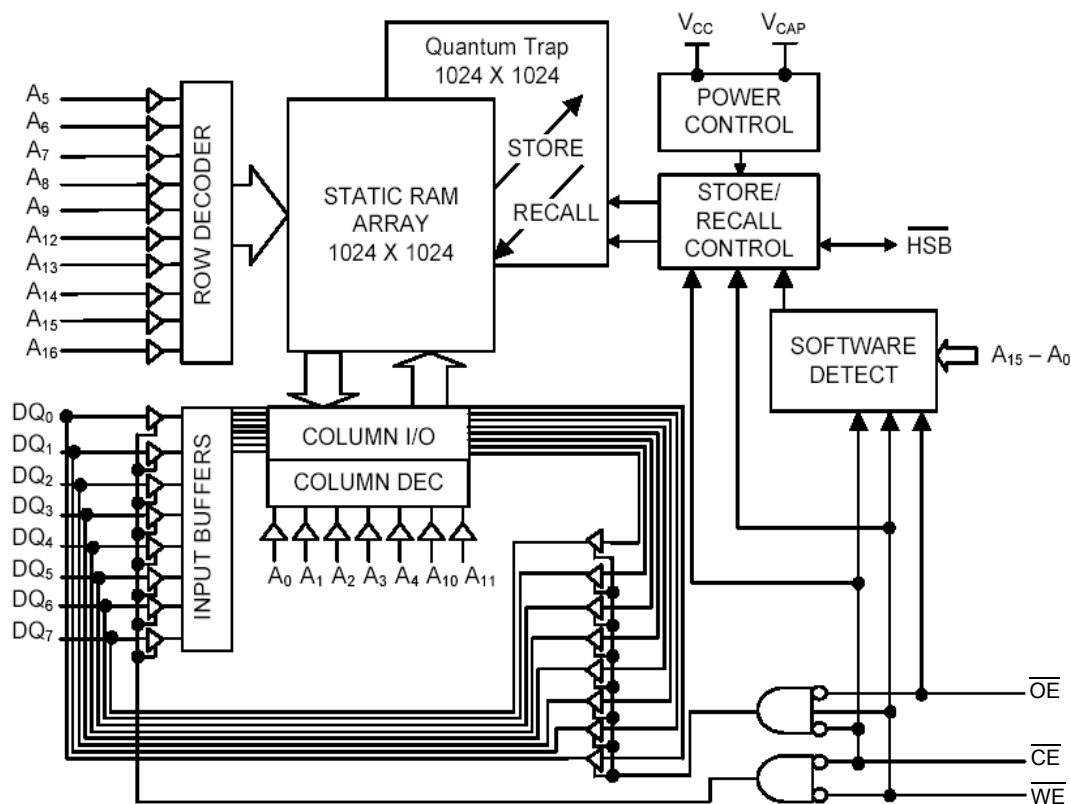 V_CC
V_CAP
Quantum Trap
1024 X 1024
POWER
CONTROL
A5
A6
A7
A8
A9
A12
A13
A14
A15
A16
ROW DECODER
STORE
RECALL
STATIC RAM
ARRAY
1024 X 1024
STORE/
RECALL
CONTROL
HSB
SOFTWARE
DETECT
A15 – A0
DQ0
DQ1
DQ2
DQ3
DQ4
DQ5
DQ6
DQ7
INPUT BUFFERS
COLUMN I/O
COLUMN DEC
A0 A1 A2 A3 A4 A10 A11
OE
CE
WE